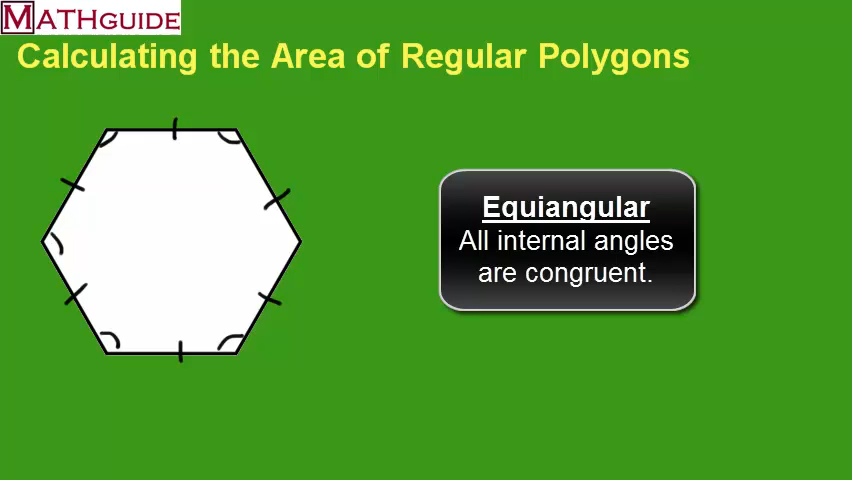 MATHGUIDE
Calculating the Area of Regular Polygons
Equiangular
All internal angles
are congruent.